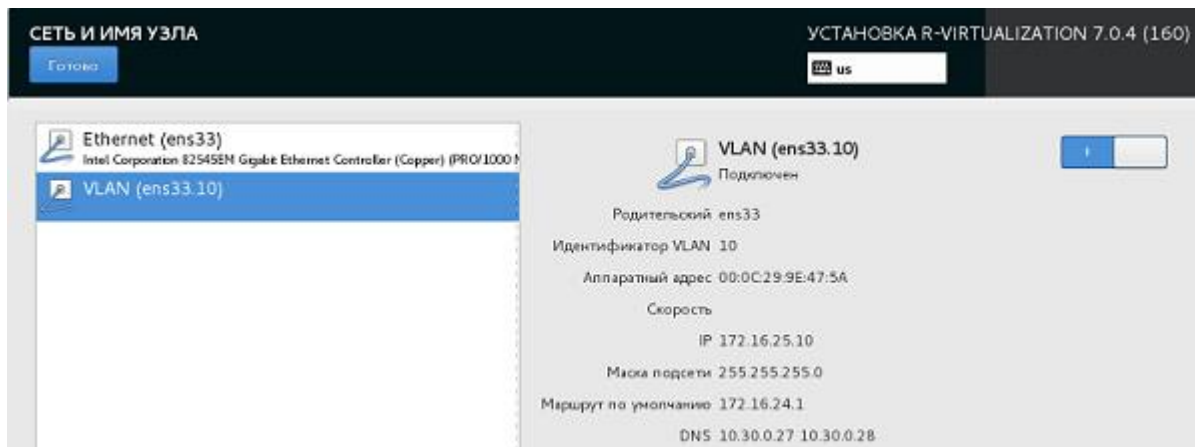 СЕТЬ И ИМЯ УЗЛА
УСТАНОВКА R-VIRTUALIZATION 7.0.4 (160)
Готово
us
Ethernet (ens33)
Intel Corporation 82545EM Gigabit Ethernet Controller (Copper) (PRO/1000 M
VLAN (ens33.10)
VLAN (ens33.10)
Подключен
Родительский ens33
Идентификатор VLAN 10
Аппаратный адрес 00:0C:29:9E:47:5A
Скорость
IP 172.16.25.10
Маска подсети 255.255.255.0
Маршрут по умолчанию 172.16.24.1
DNS 10.30.0.27 10.30.0.28